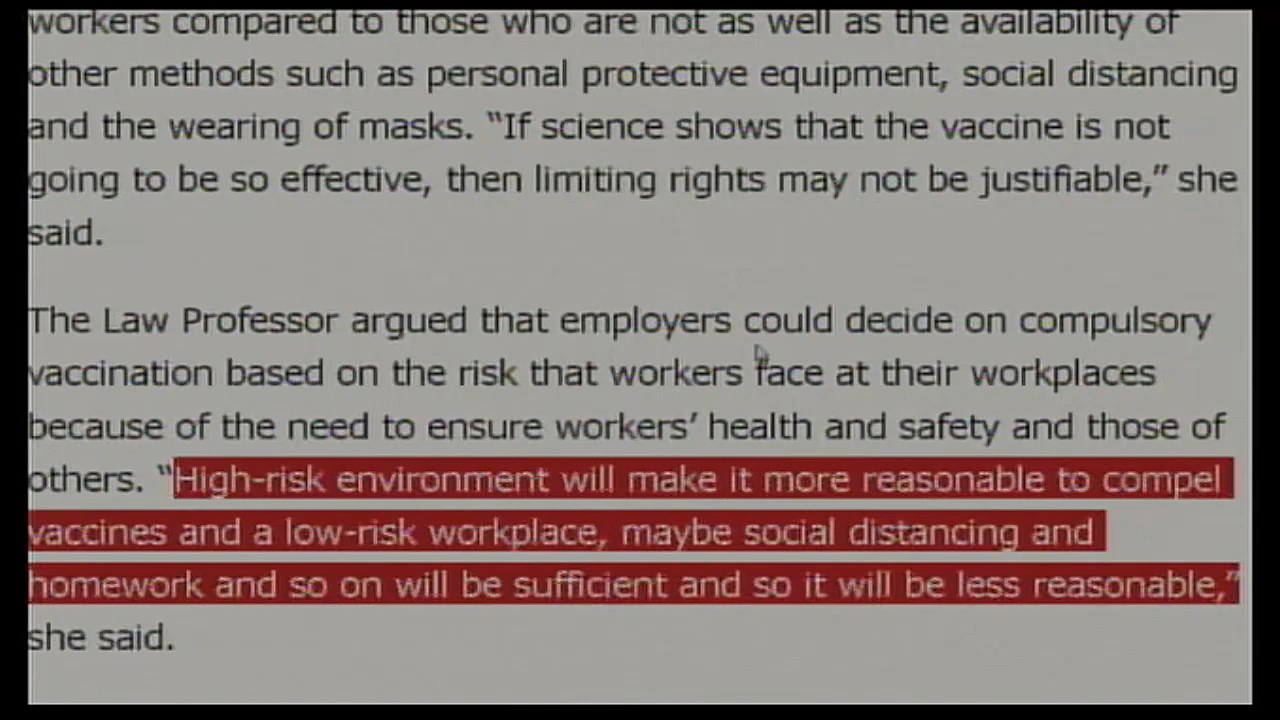 workers compared to those who are not as well as the availability of
other methods such as personal protective equipment, social distancing
and the wearing of masks. “If science shows that the vaccine is not
going to be so effective, then limiting rights may not be justifiable,” she
said.
The Law Professor argued that employers could decide on compulsory
vaccination based on the risk that workers face at their workplaces
because of the need to ensure workers’ health and safety and those of
others. “High-risk environment will make it more reasonable to compel
vaccines and a low-risk workplace, maybe social distancing and
homework and so on will be sufficient and so it will be less reasonable,”
she said.